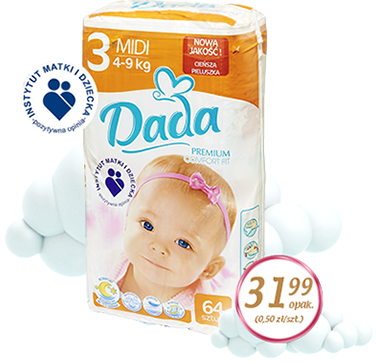 INSTYTUT MATKI I DZIECKA
-pozytywna opinia-
3 MIDI
4-9 kg
NOWA
JAKOŚĆ!
CIEŃSZA
PIELUSZKA
Dada
PREMIUM
COMFORT FIT
INSTYTUT MATKI I DZIECKA
pozytywna opinia
64
SZTUKI
31 99
opak.
(0,50 zł/szt.)